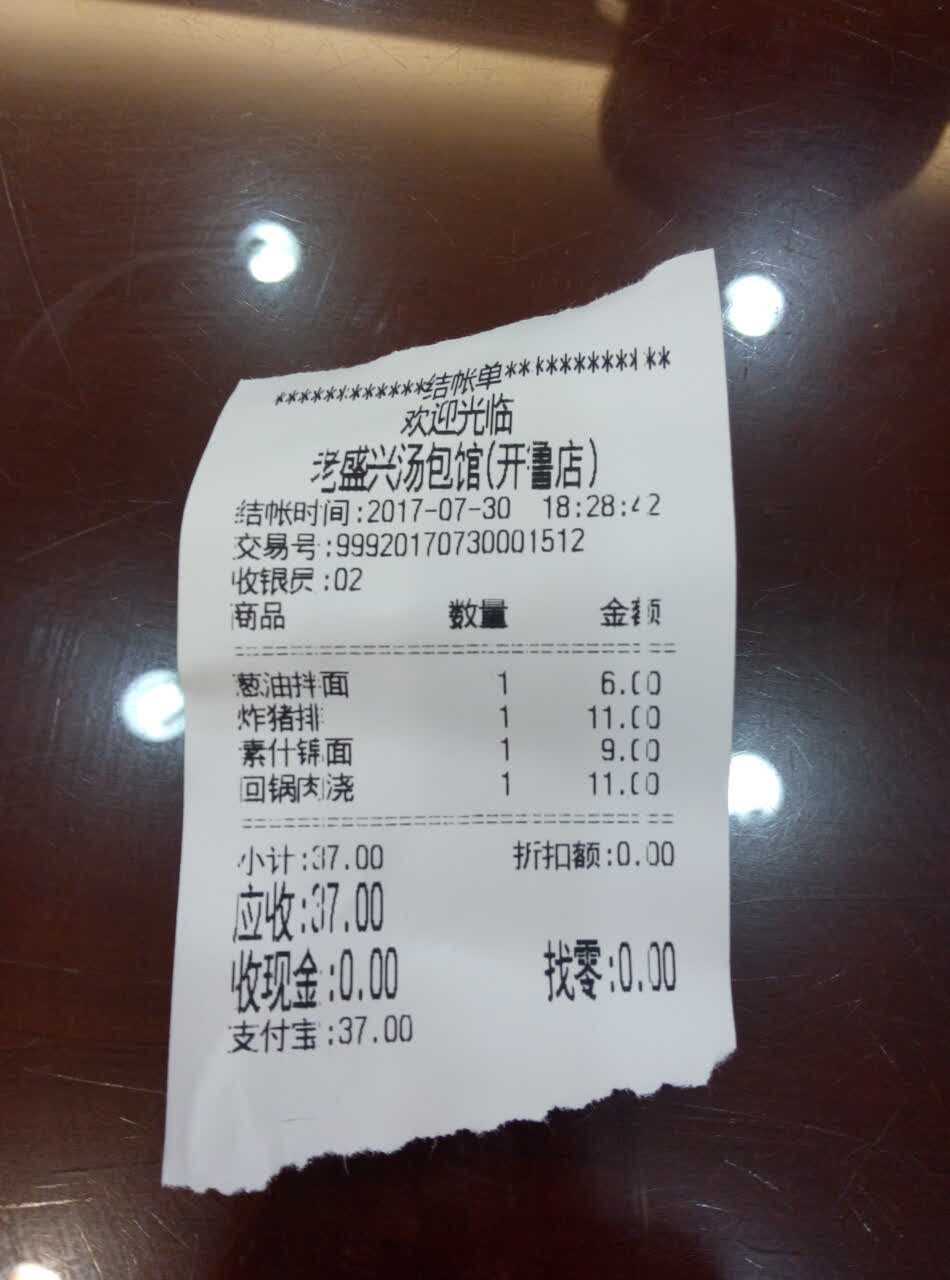 ************结帐单************
欢迎光临
老盛兴汤包馆(开鲁店)
结帐时间:2017-07-30 18:28:42
交易号:99920170730001512
收银员:02
商品 数量 金额
葱油拌面 1 6.00
炸猪排 1 11.00
素什锦面 1 9.00
回锅肉浇 1 11.00
小计:37.00 折扣额:0.00
应收:37.00
收现金:0.00 找零:0.00
支付宝:37.00